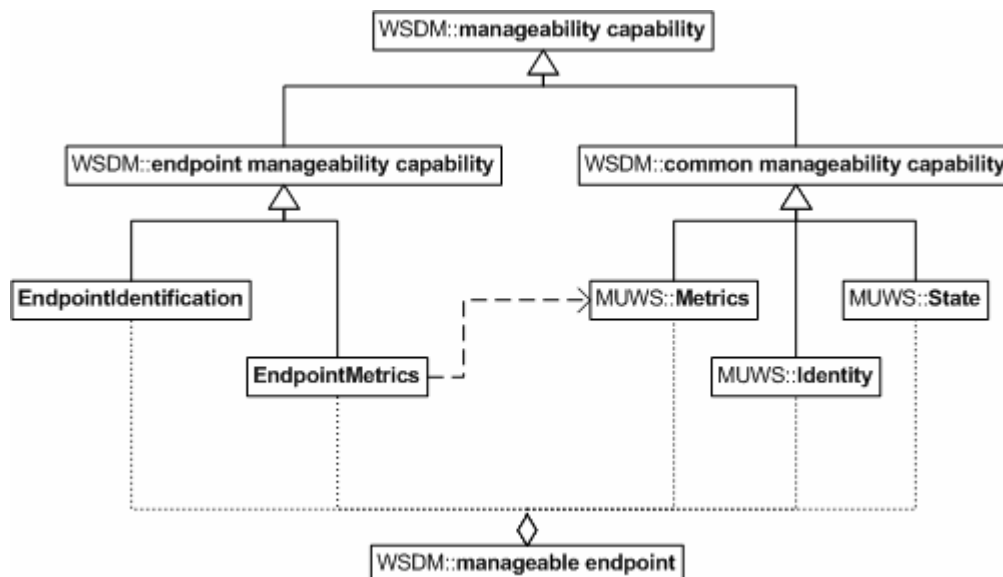 WSDM::manageability capability
WSDM::endpoint manageability capability
WSDM::common manageability capability
EndpointIdentification
MUWS::Metrics
MUWS::State
EndpointMetrics
MUWS::Identity
WSDM::manageable endpoint